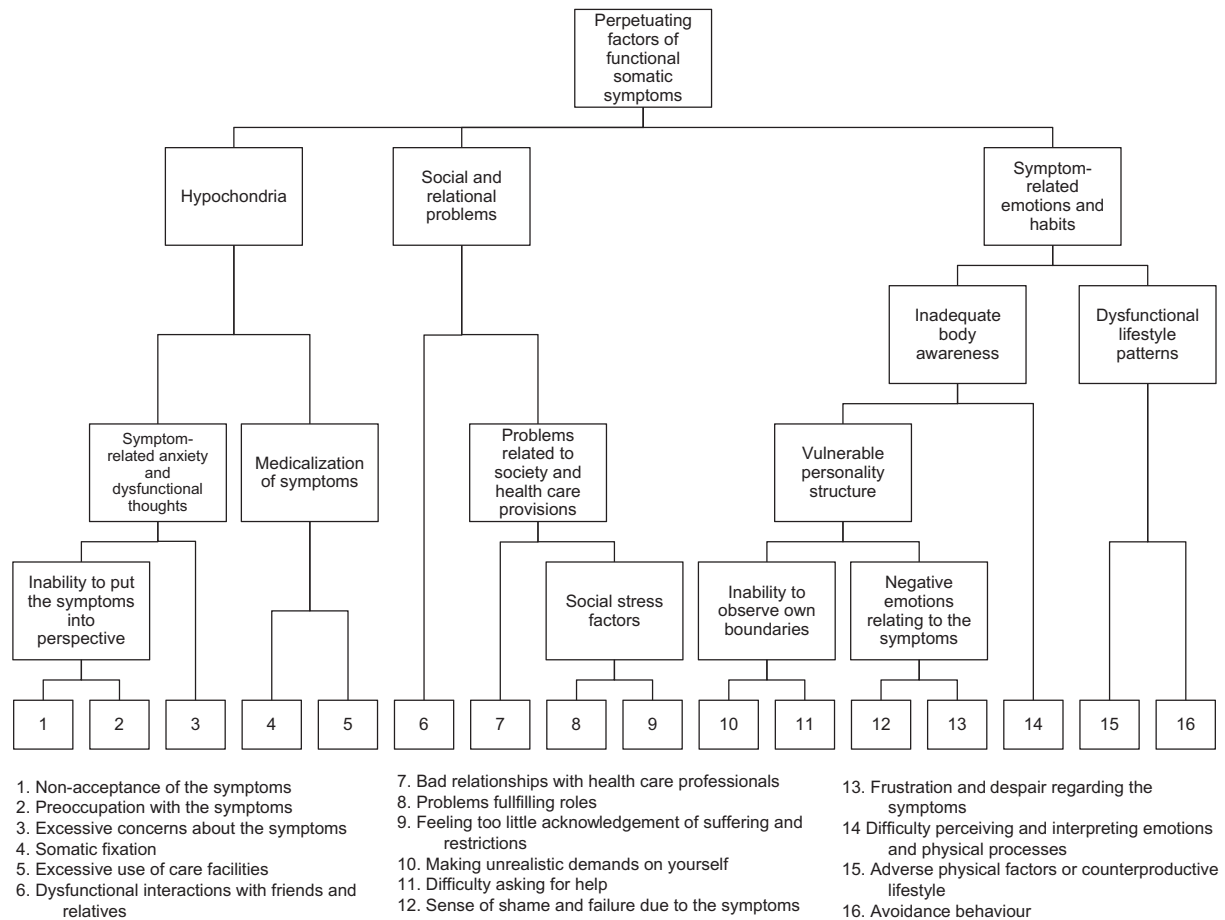 Perpetuating
factors of
functional
somatic
symptoms
Hypochondria
Social and
relational
problems
Symptom-
related
emotions and
habits
Inadequate
body
awareness
Dysfunctional
lifestyle
patterns
Symptom-
related anxiety
and
dysfunctional
thoughts
Medicalization
of symptoms
Problems
related to
society and
health care
provisions
Vulnerable
personality
structure
Inability to put
the symptoms
into
perspective
Social stress
factors
Inability to
observe own
boundaries
Negative
emotions
relating to the
symptoms
1
2
3
4
5
6
7
8
9
10
11
12
13
14
15
16
1. Non-acceptance of the symptoms
2. Preoccupation with the symptoms
3. Excessive concerns about the symptoms
4. Somatic fixation
5. Excessive use of care facilities
6. Dysfunctional interactions with friends and
relatives
7. Bad relationships with health care professionals
8. Problems fullfilling roles
9. Feeling too little acknowledgement of suffering and
restrictions
10. Making unrealistic demands on yourself
11. Difficulty asking for help
12. Sense of shame and failure due to the symptoms
13. Frustration and despair regarding the
symptoms
14 Difficulty perceiving and interpreting emotions
and physical processes
15. Adverse physical factors or counterproductive
lifestyle
16. Avoidance behaviour